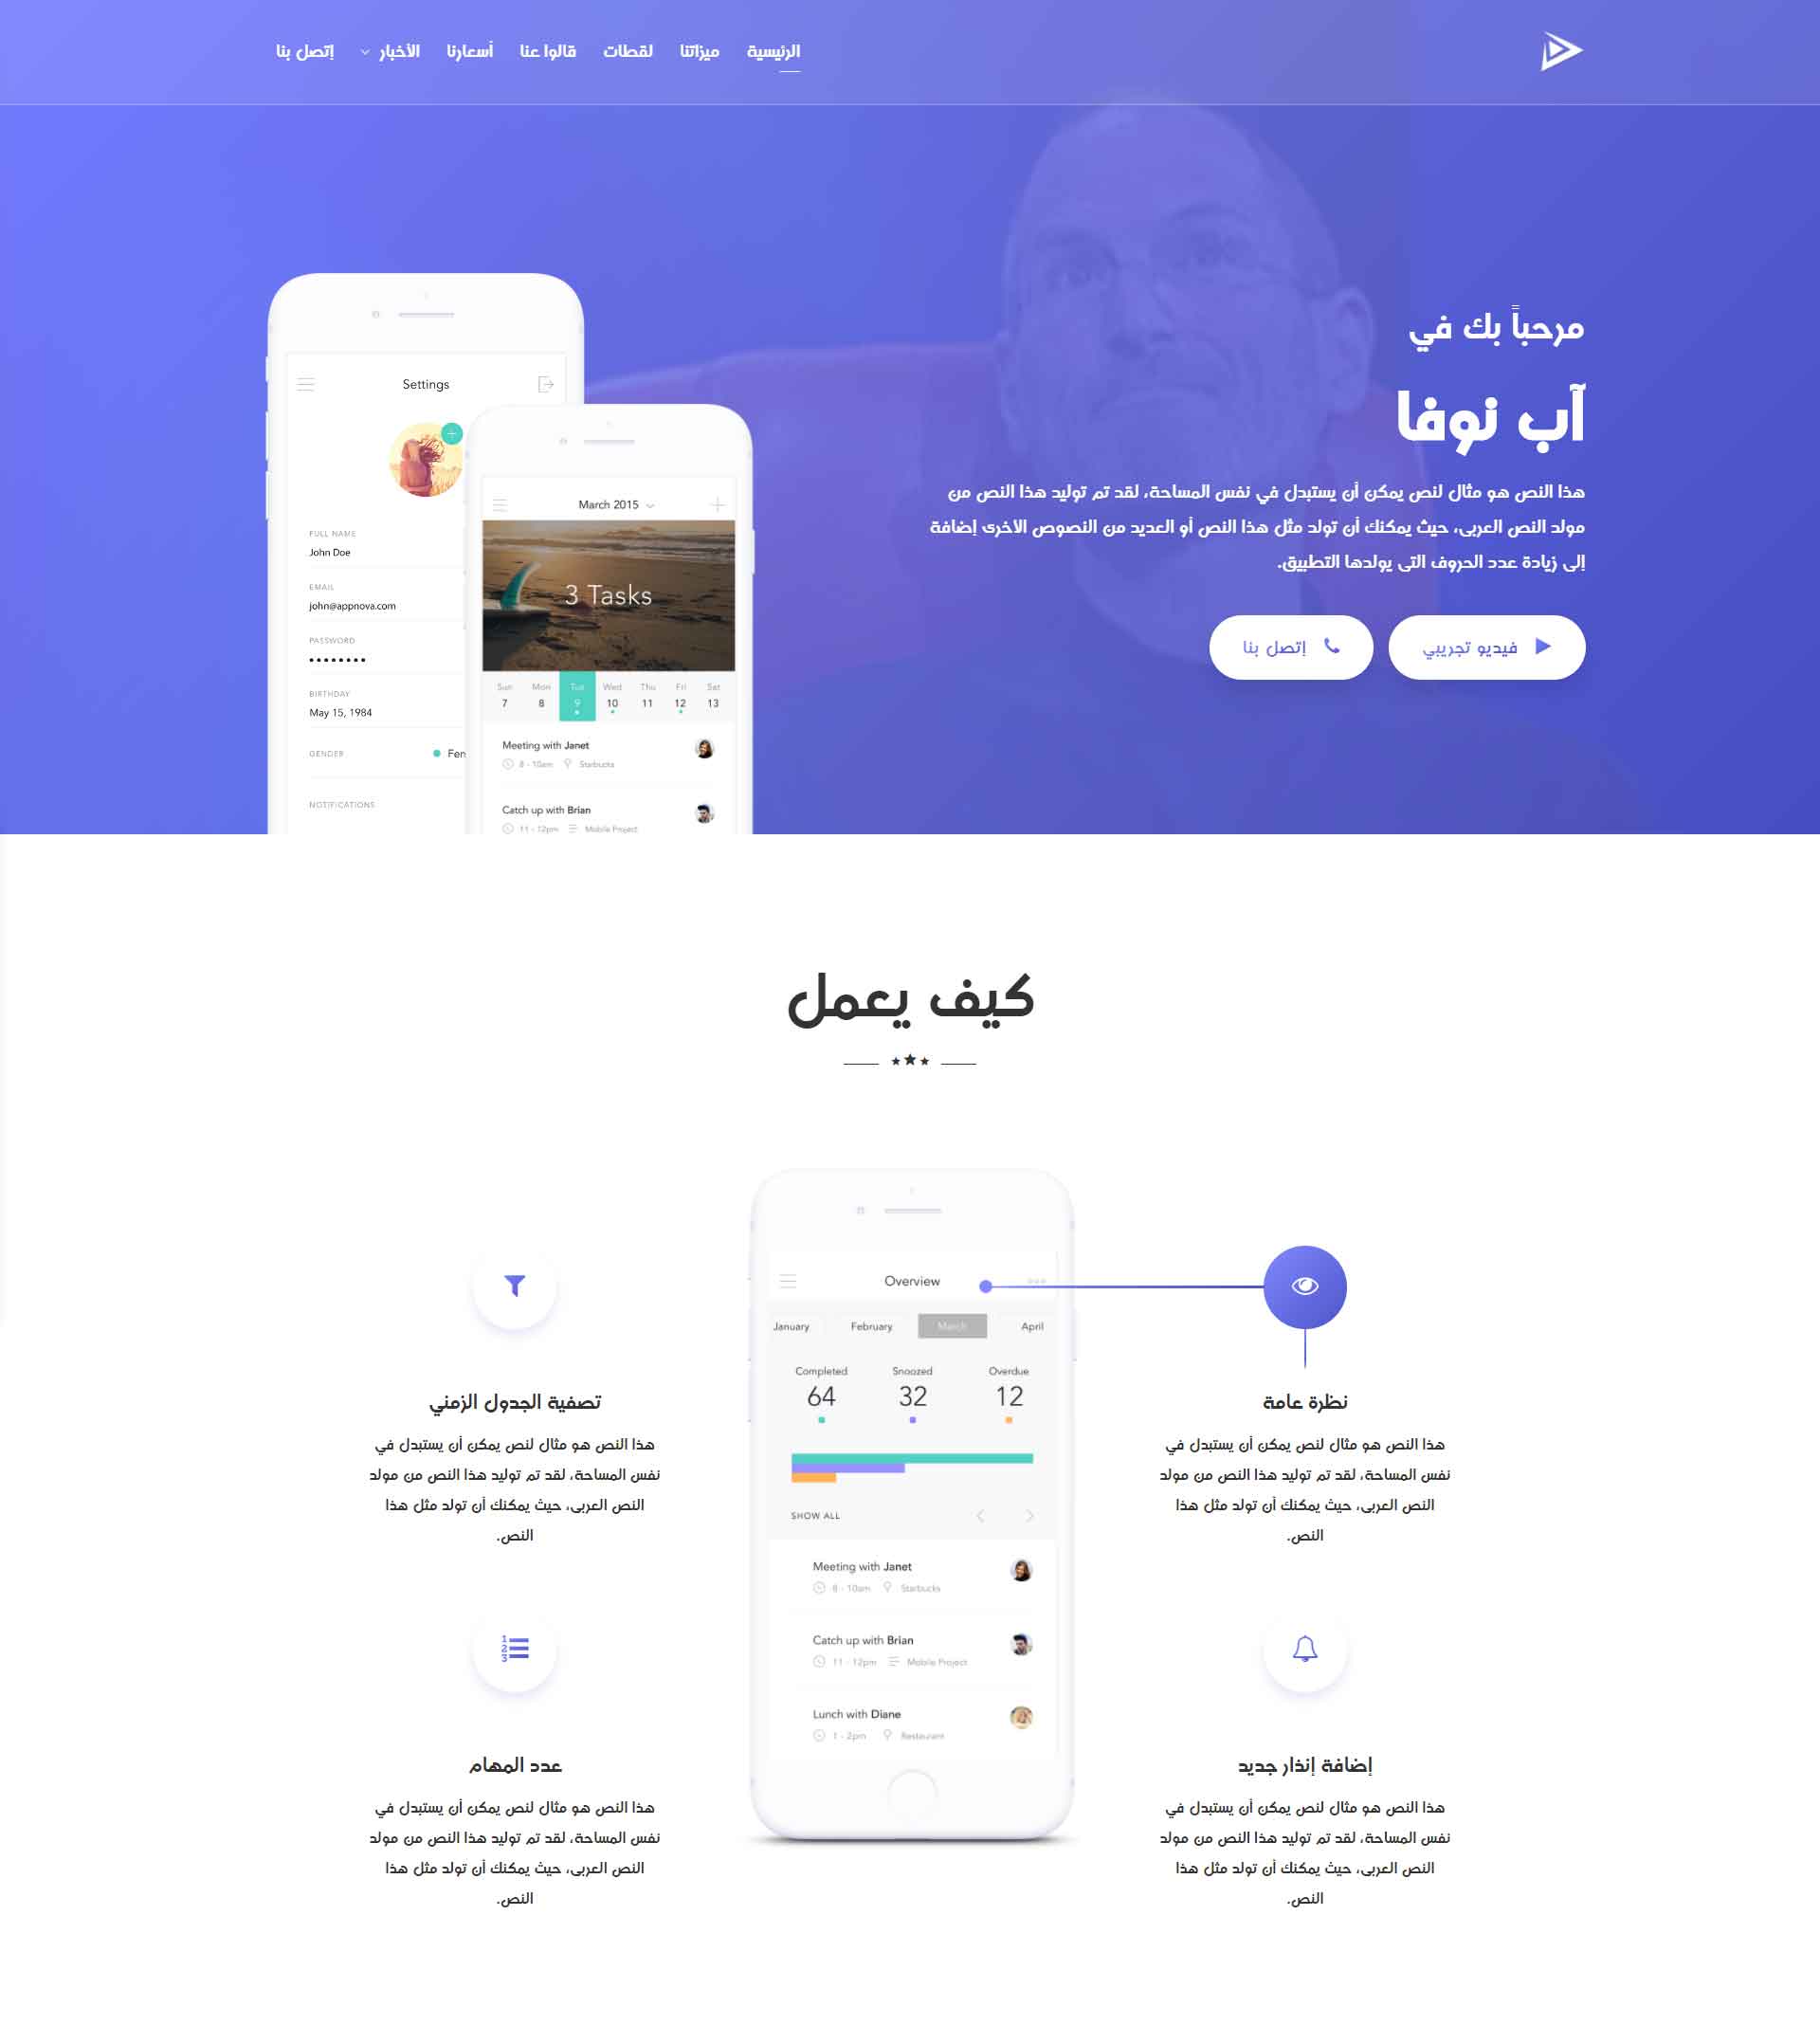 الرئيسية
ميزاتنا
لقطات
قالوا عنا
أسعارنا
الأخبار
إتصل بنا
مرحباً بك في
آب نوفا
هذا النص هو مثال لنص يمكن أن يستبدل في نفس المساحة، لقد تم توليد هذا النص من
مولد النص العربى، حيث يمكنك أن تولد مثل هذا النص أو العديد من النصوص الاخرى إضافة
إلى زيادة عدد الحروف التى يولدها التطبيق.
فيديو تجريبي
إتصل بنا
Settings
FULL NAME
John Doe
EMAIL
john@appnova.com
PASSWORD
••••••••
BIRTHDAY
May 15, 1984
GENDER
Fen
NOTIFICATIONS
March 2015
3 Tasks
Sun Mon Tue Wed Thu Fri Sat
7 8 9 10 11 12 13
Meeting with Janet
8 - 10am Starbucks
Catch up with Brian
11 - 12pm Mobile Project
كيف يعمل
نظرة عامة
هذا النص هو مثال لنص يمكن أن يستبدل في
نفس المساحة، لقد تم توليد هذا النص من مولد
النص العربى، حيث يمكنك أن تولد مثل هذا
النص.
إضافة إنذار جديد
هذا النص هو مثال لنص يمكن أن يستبدل في
نفس المساحة، لقد تم توليد هذا النص من مولد
النص العربى، حيث يمكنك أن تولد مثل هذا
النص.
Overview
January February March April
Completed Snoozed Overdue
64 32 12
SHOW ALL
Meeting with Janet
8 - 10am Starbucks
Catch up with Brian
11 - 12pm Mobile Project
Lunch with Diane
1 - 2pm Restaurant
تصفية الجدول الزمني
هذا النص هو مثال لنص يمكن أن يستبدل في
نفس المساحة، لقد تم توليد هذا النص من مولد
النص العربى، حيث يمكنك أن تولد مثل هذا
النص.
1
2
3
عدد المهام
هذا النص هو مثال لنص يمكن أن يستبدل في
نفس المساحة، لقد تم توليد هذا النص من مولد
النص العربى، حيث يمكنك أن تولد مثل هذا
النص.